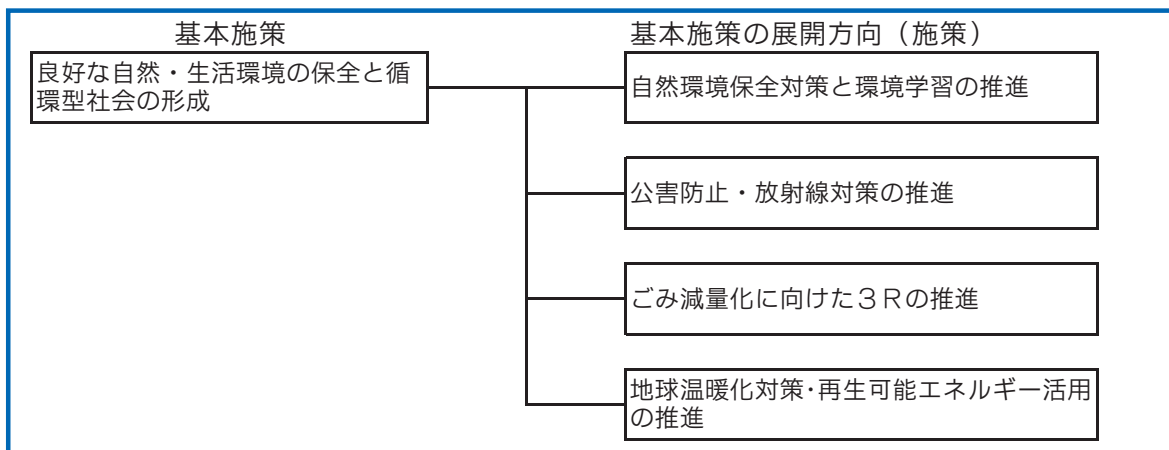 基本施策
基本施策の展開方向（施策）
良好な自然・生活環境の保全と循
環型社会の形成
自然環境保全対策と環境学習の推進
公害防止・放射線対策の推進
ごみ減量化に向けた３Ｒの推進
地球温暖化対策･再生可能エネルギー活用
の推進